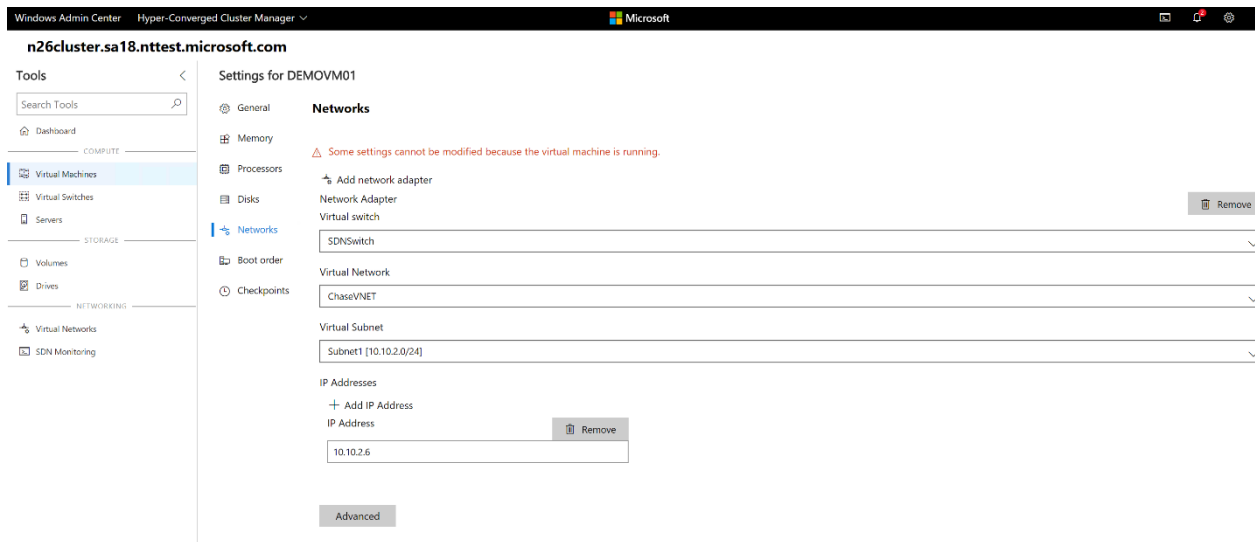 Windows Admin Center Hyper-Converged Cluster Manager Microsoft
n26cluster.sa18.nttest.microsoft.com
Tools
Search Tools
Dashboard
COMPUTE
Virtual Machines
Virtual Switches
Servers
STORAGE
Volumes
Drives
NETWORKING
Virtual Networks
SDN Monitoring
Settings for DEMOVM01
General
Memory
Processors
Disks
Networks
Boot order
Checkpoints
Networks
Some settings cannot be modified because the virtual machine is running.
Add network adapter
Network Adapter
Remove
Virtual switch
SDNSwitch
Virtual Network
ChaseVNET
Virtual Subnet
Subnet1 [10.10.2.0/24]
IP Addresses
Add IP Address
IP Address
Remove
10.10.2.6
Advanced